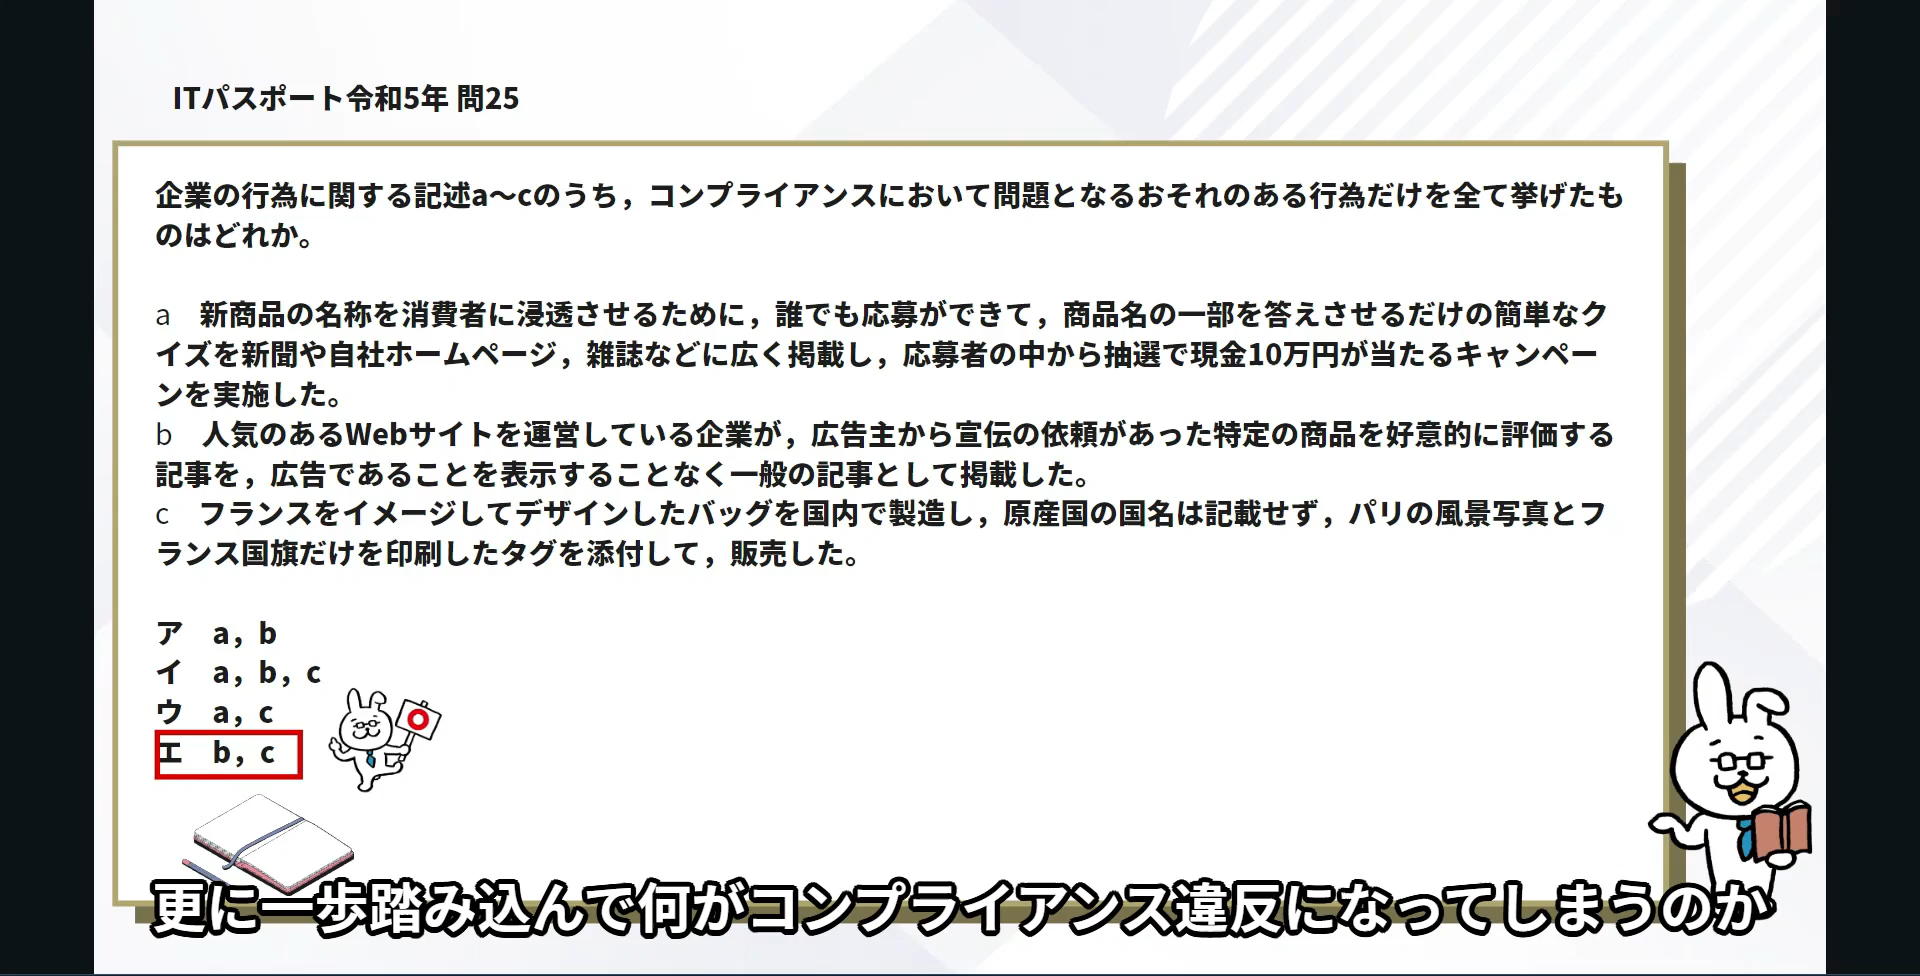 ITパスポート令和5年 問25
企業の行為に関する記述a～cのうち，コンプライアンスにおいて問題となるおそれのある行為だけを全て挙げたも
のはどれか。
a　新商品の名称を消費者に浸透させるために，誰でも応募ができて，商品名の一部を答えさせるだけの簡単なク
イズを新聞や自社ホームページ，雑誌などに広く掲載し，応募者の中から抽選で現金10万円が当たるキャンペー
ンを実施した。
b　人気のあるWebサイトを運営している企業が，広告主から宣伝の依頼があった特定の商品を好意的に評価する
記事を，広告であることを表示することなく一般の記事として掲載した。
c　フランスをイメージしてデザインしたバッグを国内で製造し，原産国の国名は記載せず，パリの風景写真とフ
ランス国旗だけを印刷したタグを添付して，販売した。
ア　a，b
イ　a，b，c
ウ　a，c
エ　b，c
更に一歩踏み込んで何がコンプライアンス違反になってしまうのか